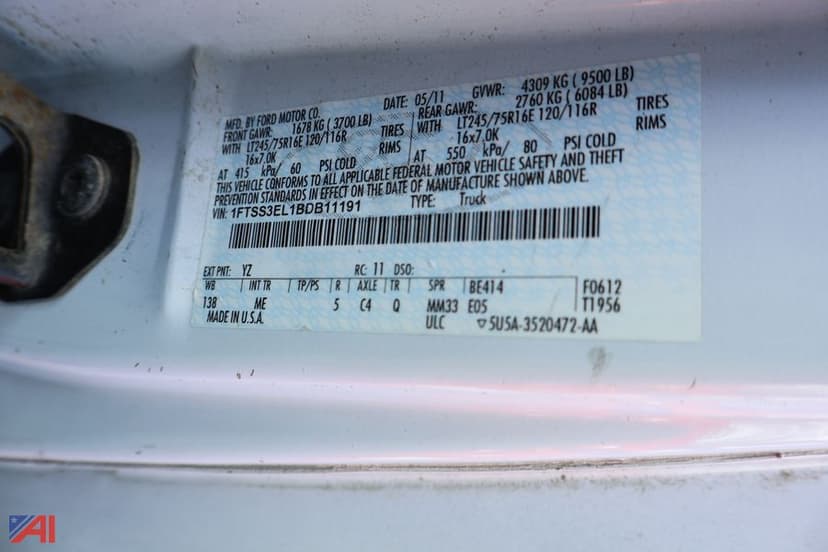 MFD. BY FORD MOTOR CO. DATE: 05/11 GVWR: 4309 KG ( 9500 LB)
FRONT GAWR: 1678 KG ( 3700 LB) REAR GAWR: 2760 KG ( 6084 LB)
WITH LT245/75R16E 120/116R TIRES WITH LT245/75R16E 120/116R TIRES
16x7.0K RIMS 16x7.0K RIMS
AT 415 kPa/ 60 PSI COLD AT 550 kPa/ 80 PSI COLD
THIS VEHICLE CONFORMS TO ALL APPLICABLE FEDERAL MOTOR VEHICLE SAFETY AND THEFT
PREVENTION STANDARDS IN EFFECT ON THE DATE OF MANUFACTURE SHOWN ABOVE.
VIN: 1FTSS3EL1BDB11191 TYPE: Truck
EXT PNT: YZ RC: 11 DSO:
WB INT TR TP/PS R AXLE TR SPR BE414 F0612
138 ME 5 C4 Q MM33 E05 T1956
MADE IN U.S.A. ULC ▽5U5A-3520472-AA
AI